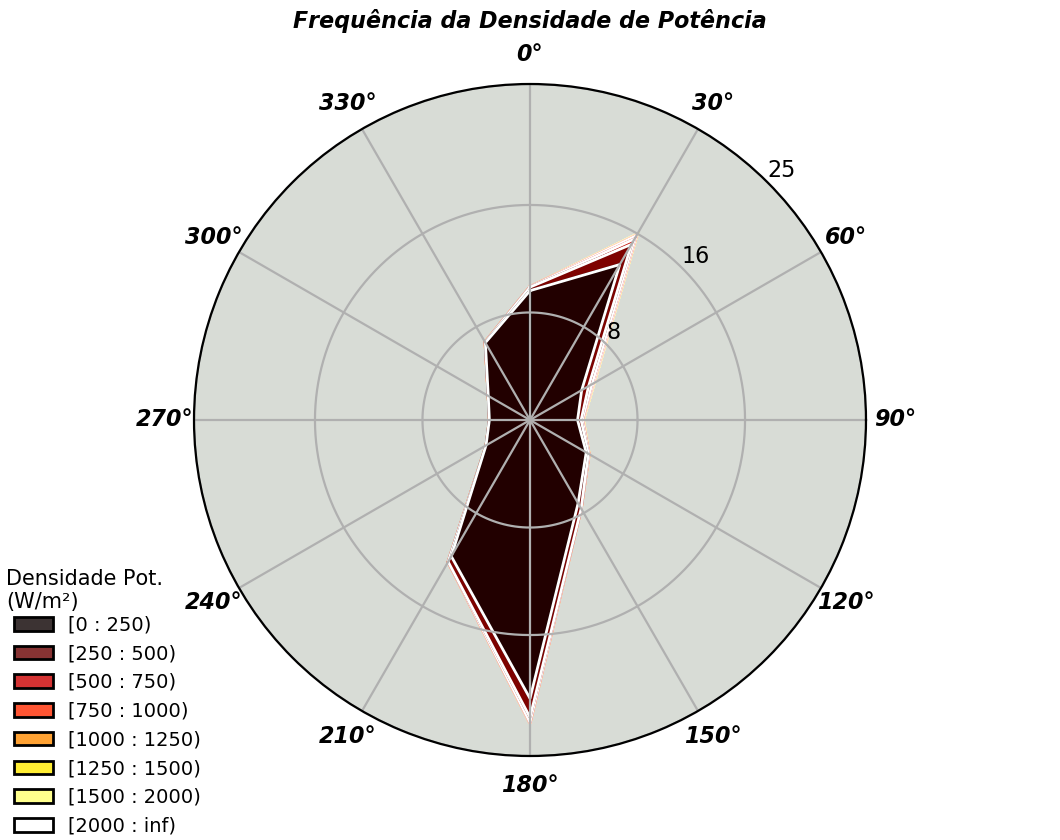 Frequência da Densidade de Potência
0°
330°
30°
25
300°
60°
16
8
270°
90°
Densidade Pot.
(W/m²)
240°
120°
[0 : 250)
[250 : 500)
[500 : 750)
[750 : 1000)
210°
150°
[1000 : 1250)
[1250 : 1500)
180°
[1500 : 2000)
[2000 : inf)